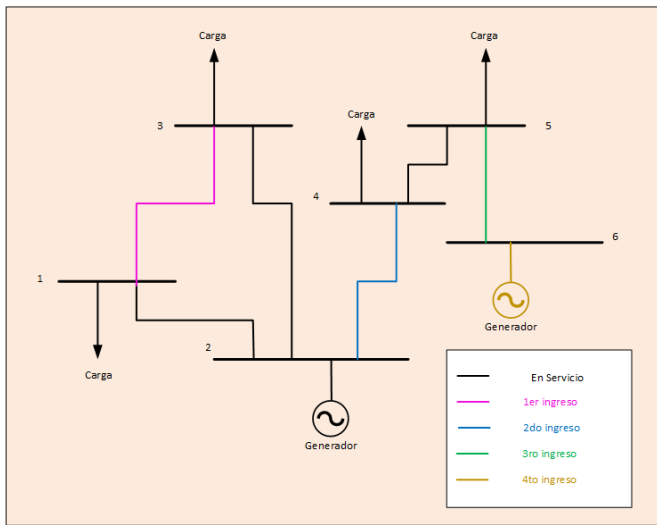 Carga
Carga
3
5
Carga
4
6
1
Generador
2
Carga
Generador
En Servicio
1er ingreso
2do ingreso
3ro ingreso
4to ingreso